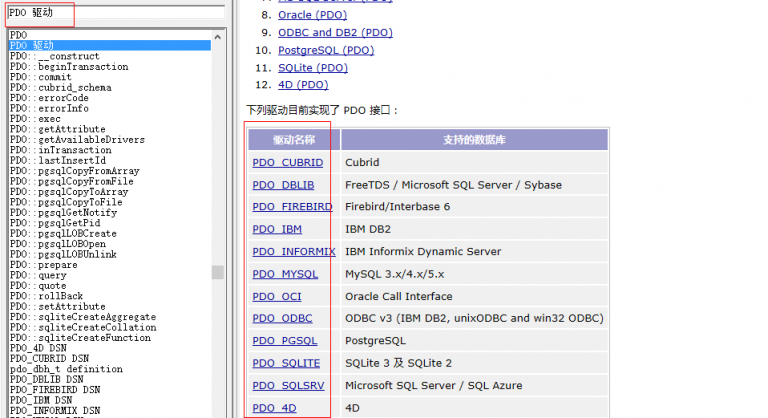 PDO 驱动
PDO
PDO 驱动
PDO::__construct
PDO::beginTransaction
PDO::commit
PDO::cubrid_schema
PDO::errorCode
PDO::errorInfo
PDO::exec
PDO::getAttribute
PDO::getAvailableDrivers
PDO::inTransaction
PDO::lastInsertId
PDO::pgsqlCopyFromArray
PDO::pgsqlCopyFromFile
PDO::pgsqlCopyToArray
PDO::pgsqlCopyToFile
PDO::pgsqlGetNotify
PDO::pgsqlGetPid
PDO::pgsqlLOBCreate
PDO::pgsqlLOBOpen
PDO::pgsqlLOBUnlink
PDO::prepare
PDO::query
PDO::quote
PDO::rollBack
PDO::setAttribute
PDO::sqliteCreateAggregate
PDO::sqliteCreateCollation
PDO::sqliteCreateFunction
PDO_4D DSN
PDO_CUBRID DSN
pdo_dbh_t definition
PDO_DBLIB DSN
PDO_FIREBIRD DSN
PDO_IBM DSN
PDO_INFORMIX DSN
8. Oracle (PDO)
9. ODBC and DB2 (PDO)
10. PostgreSQL (PDO)
11. SQLite (PDO)
12. 4D (PDO)
下列驱动目前实现了 PDO 接口：
驱动名称 支持的数据库
PDO_CUBRID Cubrid
PDO_DBLIB FreeTDS / Microsoft SQL Server / Sybase
PDO_FIREBIRD Firebird/Interbase 6
PDO_IBM IBM DB2
PDO_INFORMIX IBM Informix Dynamic Server
PDO_MYSQL MySQL 3.x/4.x/5.x
PDO_OCI Oracle Call Interface
PDO_ODBC ODBC v3 (IBM DB2, unixODBC and win32 ODBC)
PDO_PGSQL PostgreSQL
PDO_SQLITE SQLite 3 及 SQLite 2
PDO_SQLSRV Microsoft SQL Server / SQL Azure
PDO_4D 4D